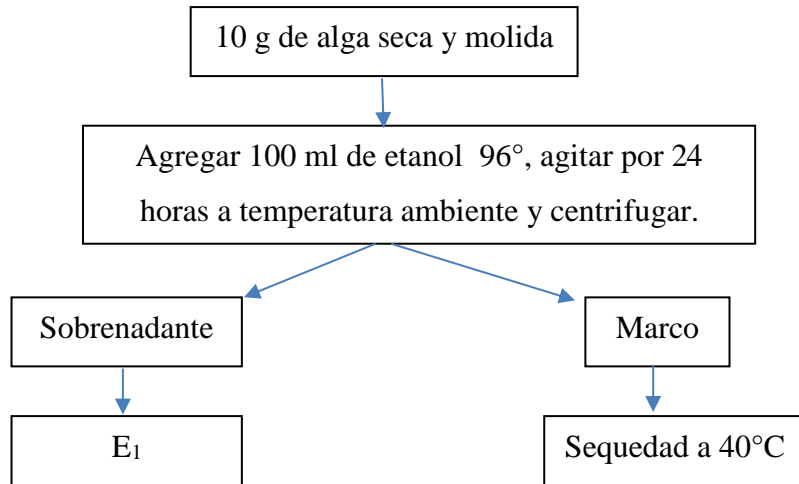 10 g de alga seca y molida
Agregar 100 ml de etanol 96°, agitar por 24
horas a temperatura ambiente y centrifugar.
Sobrenadante
Marco
E₁
Sequedad a 40°C